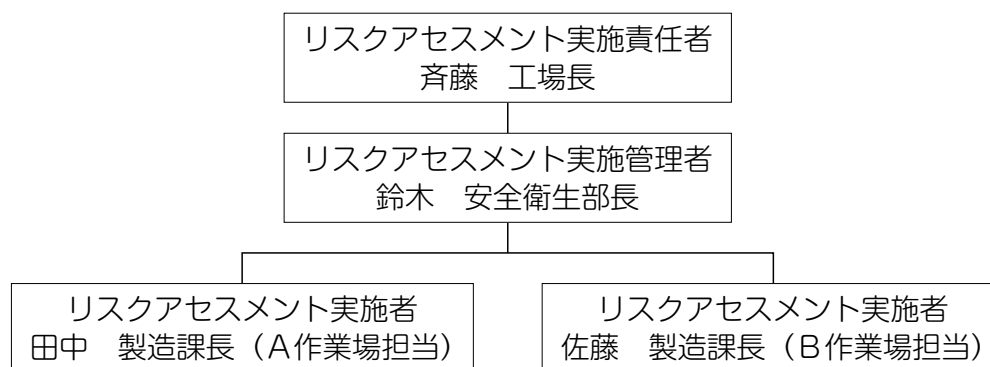 リスクアセスメント実施責任者
斉藤　工場長
リスクアセスメント実施管理者
鈴木　安全衛生部長
リスクアセスメント実施者
田中　製造課長（A作業場担当）
リスクアセスメント実施者
佐藤　製造課長（B作業場担当）